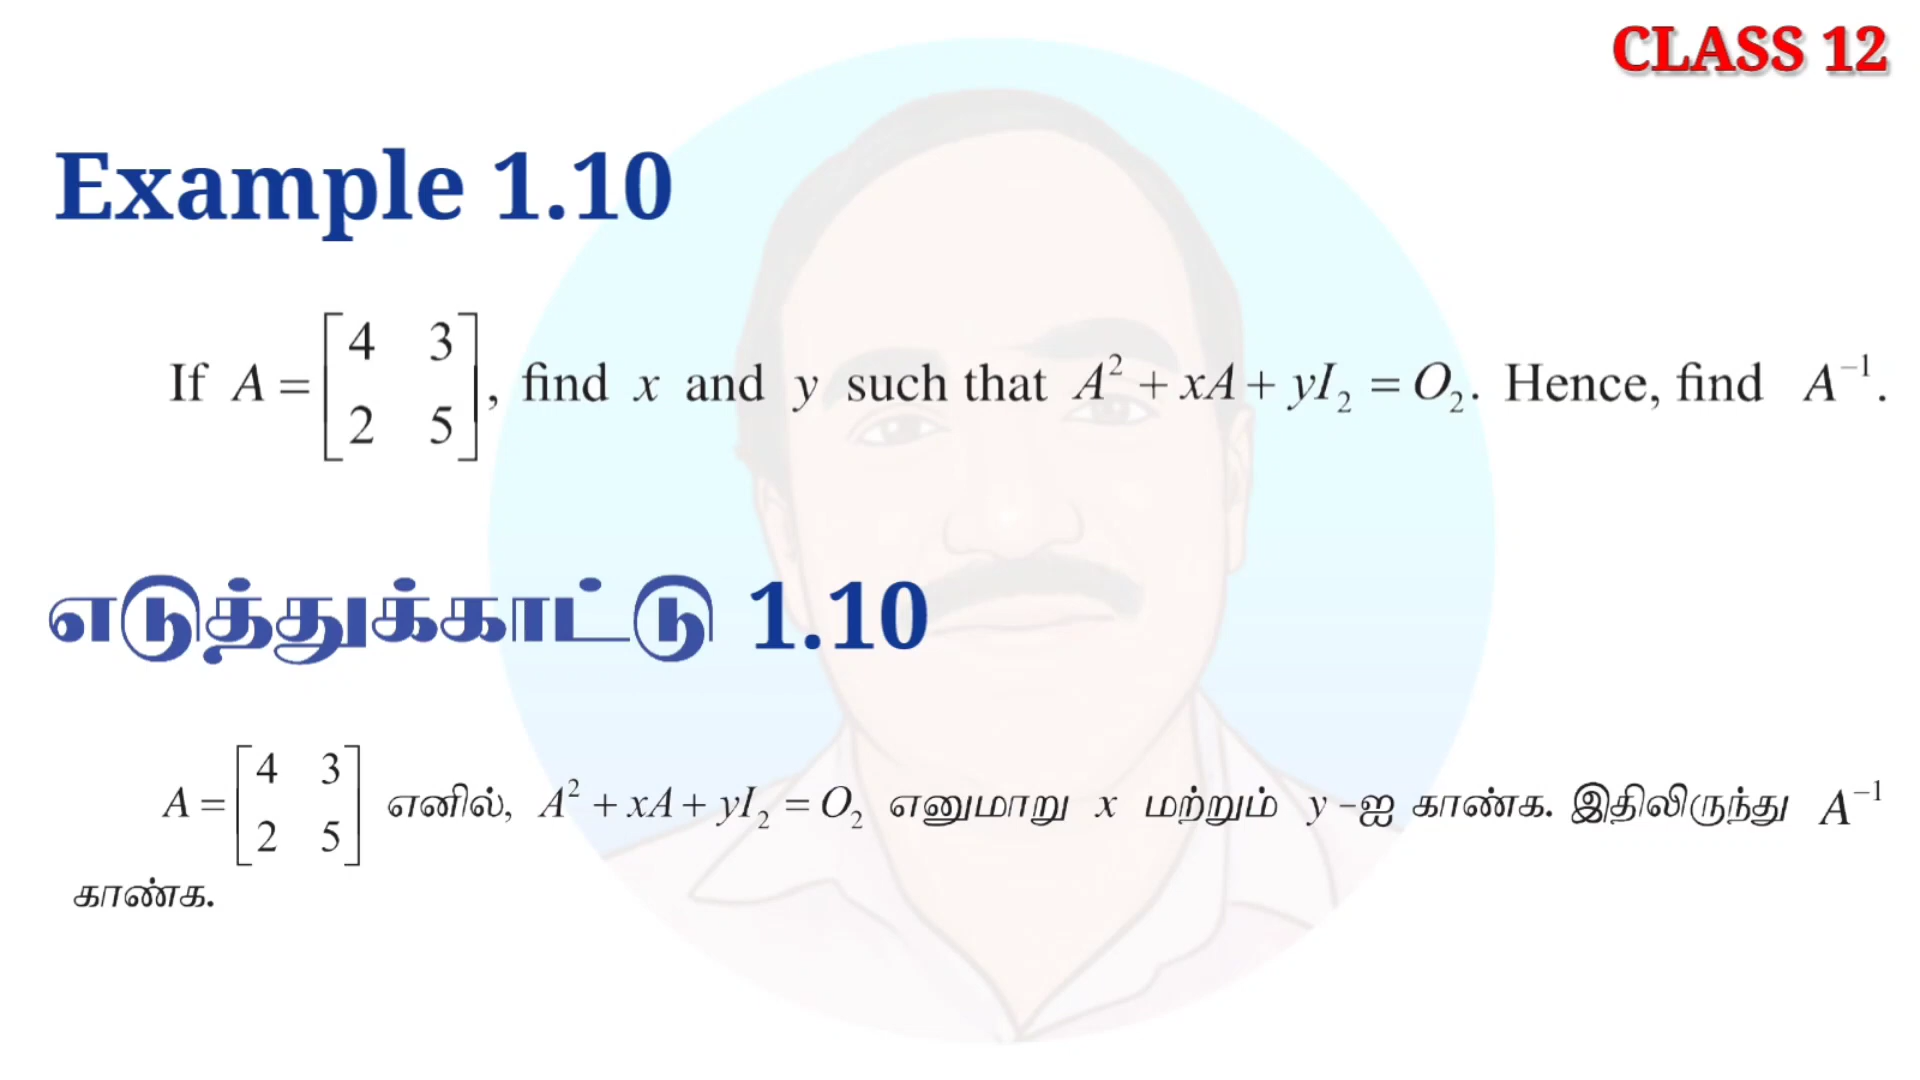 CLASS 12
Example 1.10
If A = [4 3; 2 5], find x and y such that A² + xA + yI₂ = O₂. Hence, find A⁻¹.
எடுத்துக்காட்டு 1.10
A = [4 3; 2 5] எனில், A² + xA + yI₂ = O₂ எனுமாறு x மற்றும் y –ஐ காண்க. இதிலிருந்து A⁻¹
காண்க.